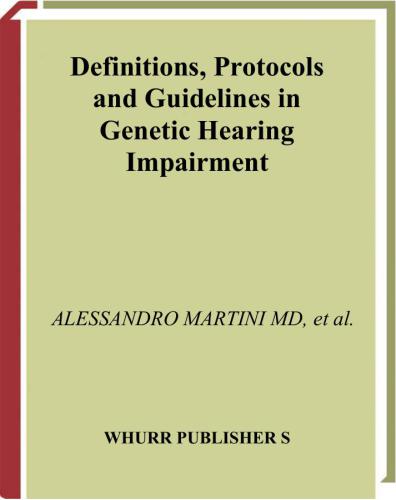 Definitions, Protocols
and Guidelines in
Genetic Hearing
Impairment
ALESSANDRO MARTINI MD, et al.
WHURR PUBLISHER S